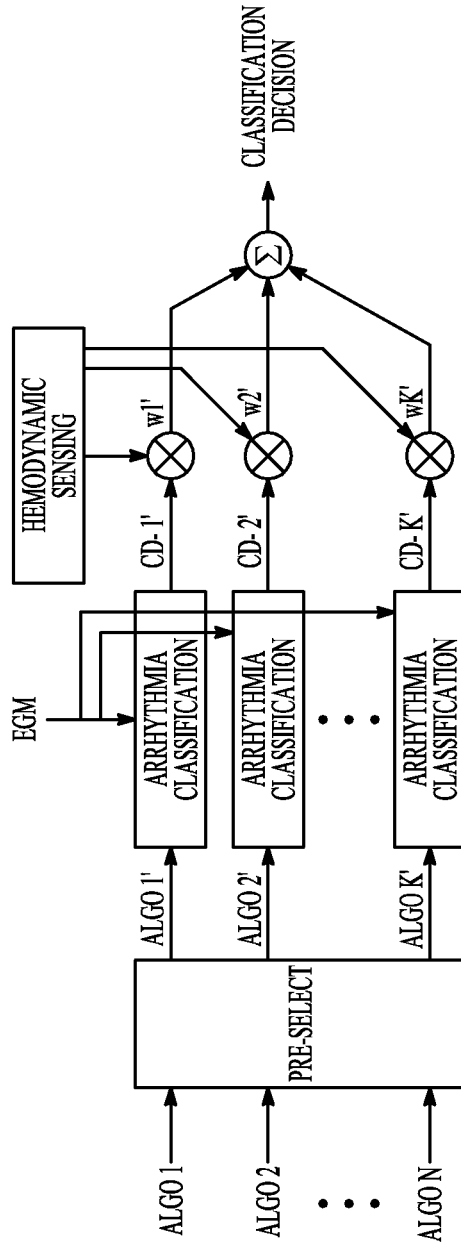 ALGO 1
ALGO 2
ALGO N
PRE-SELECT
ALGO 1'
ALGO 2'
ALGO K'
EGM
ARRHYTHMIA
CLASSIFICATION
ARRHYTHMIA
CLASSIFICATION
ARRHYTHMIA
CLASSIFICATION
CD- 1'
CD- 2'
CD- K'
HEMODYNAMIC
SENSING
w1'
w2'
wK'
Σ
CLASSIFICATION
DECISION